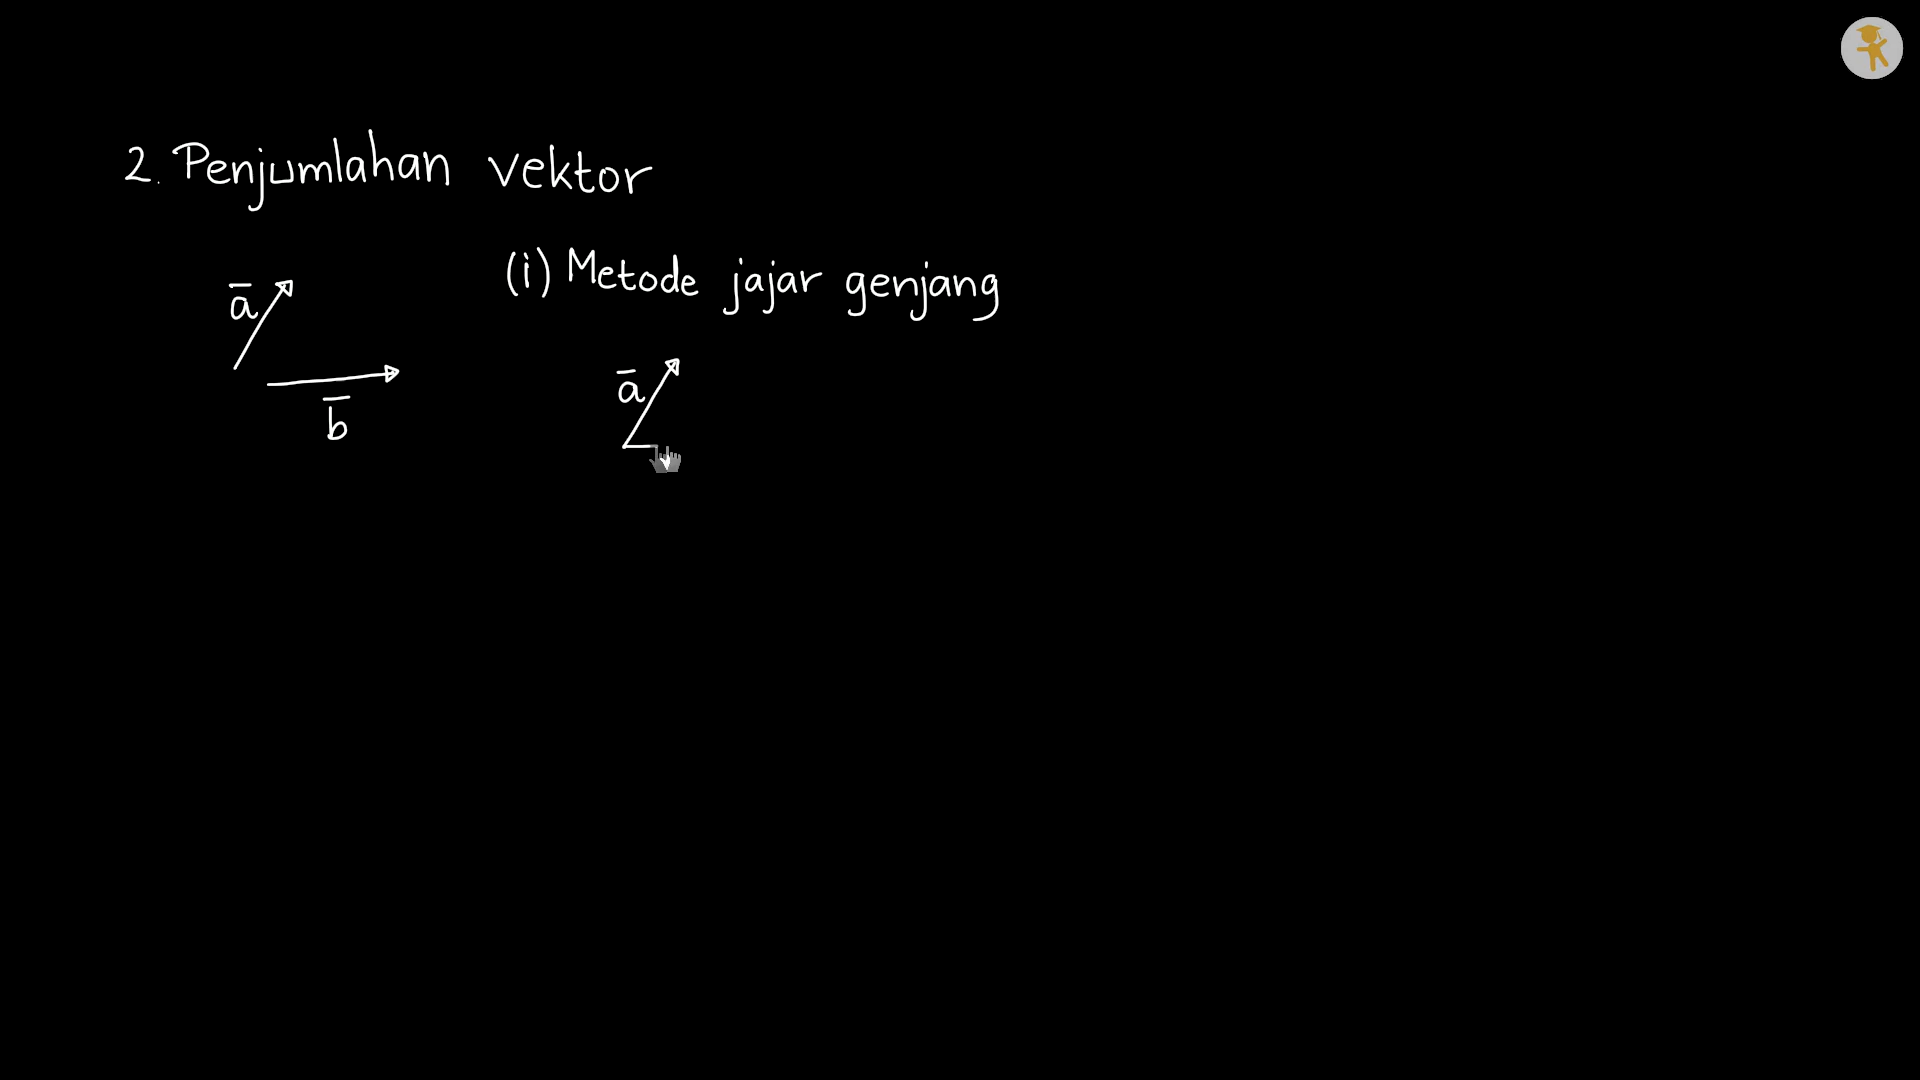 2. Penjumlahan vektor
(i) Metode jajar genjang
a̅
b̅
a̅